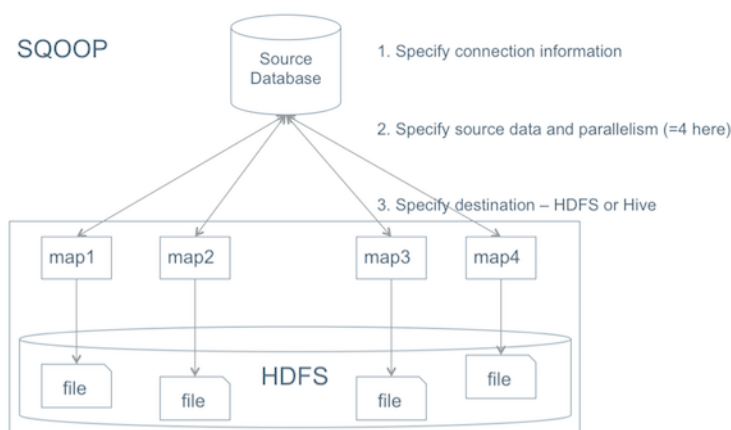 SQOOP
Source
Database
1. Specify connection information
2. Specify source data and parallelism (=4 here)
3. Specify destination – HDFS or Hive
map1
map2
map3
map4
HDFS
file
file
file
file